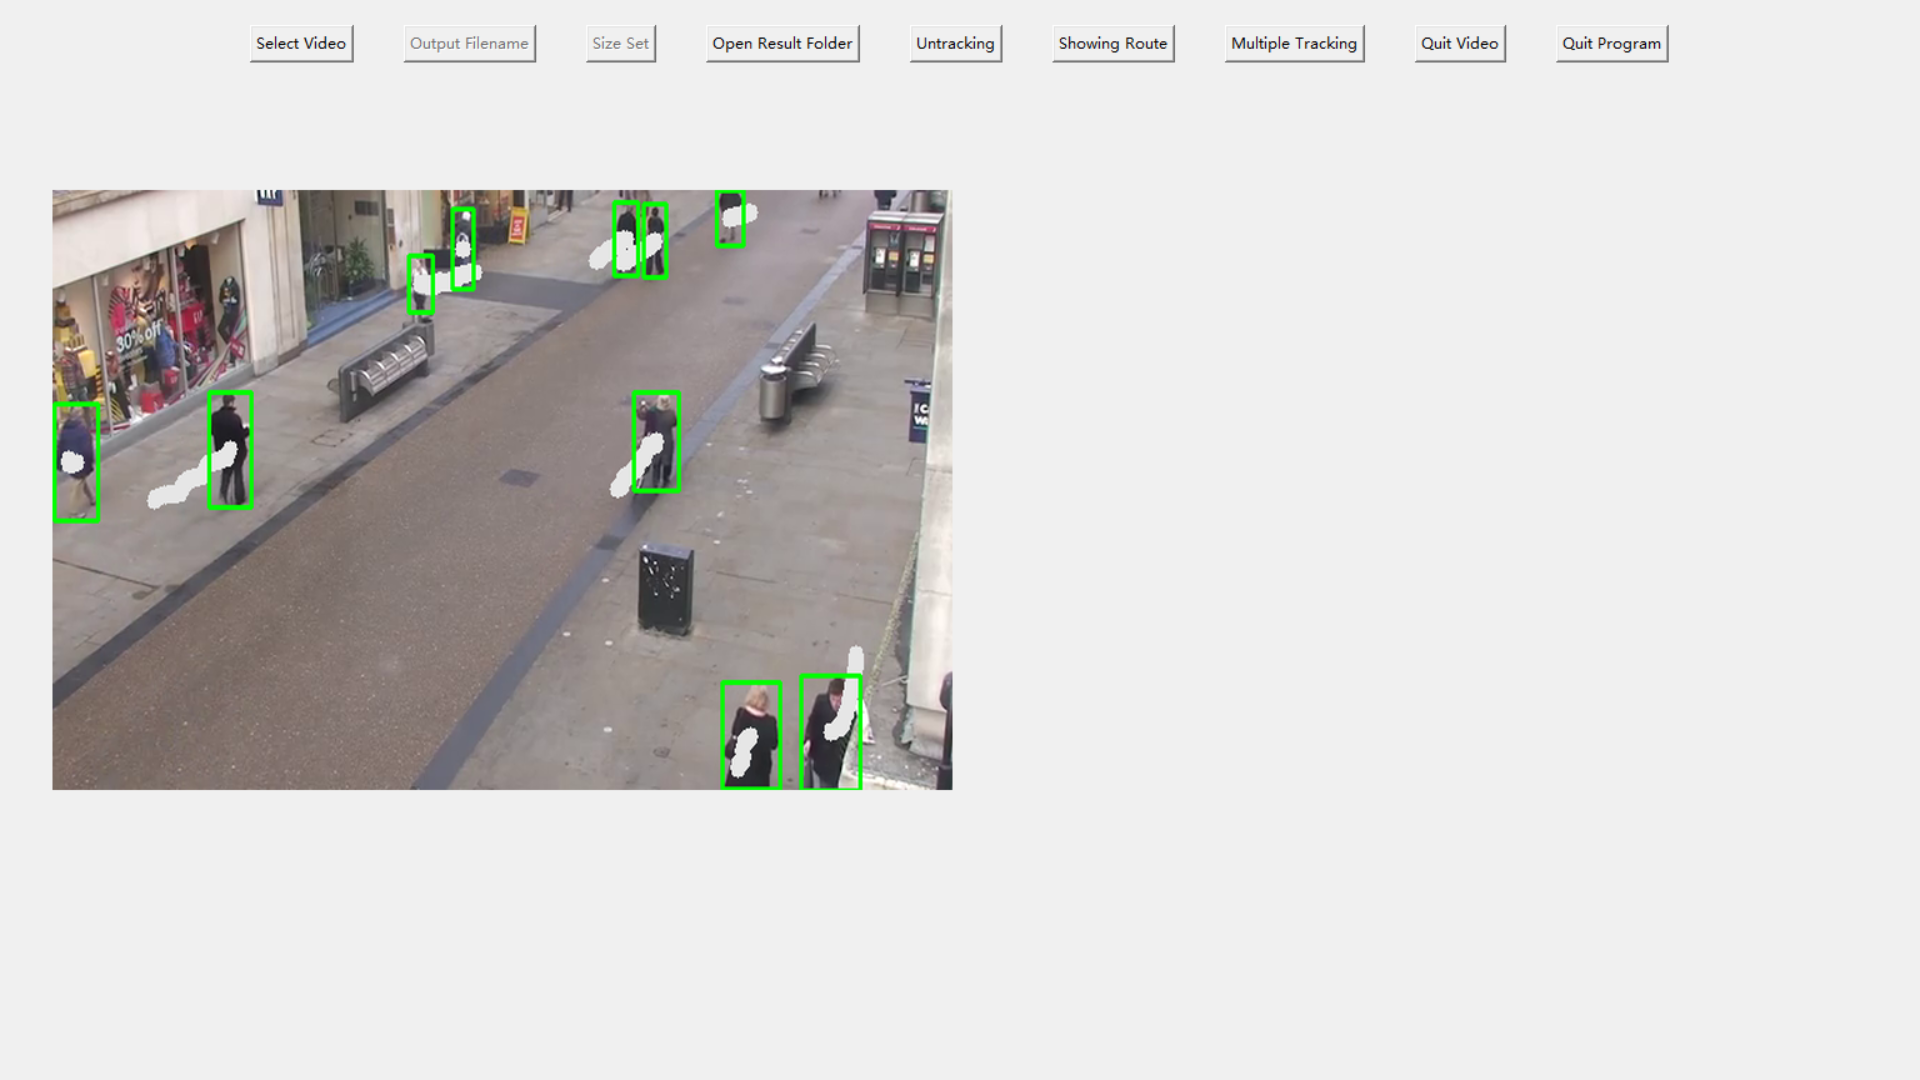 Select Video
Output Filename
Size Set
Open Result Folder
Untracking
Showing Route
Multiple Tracking
Quit Video
Quit Program
30% off